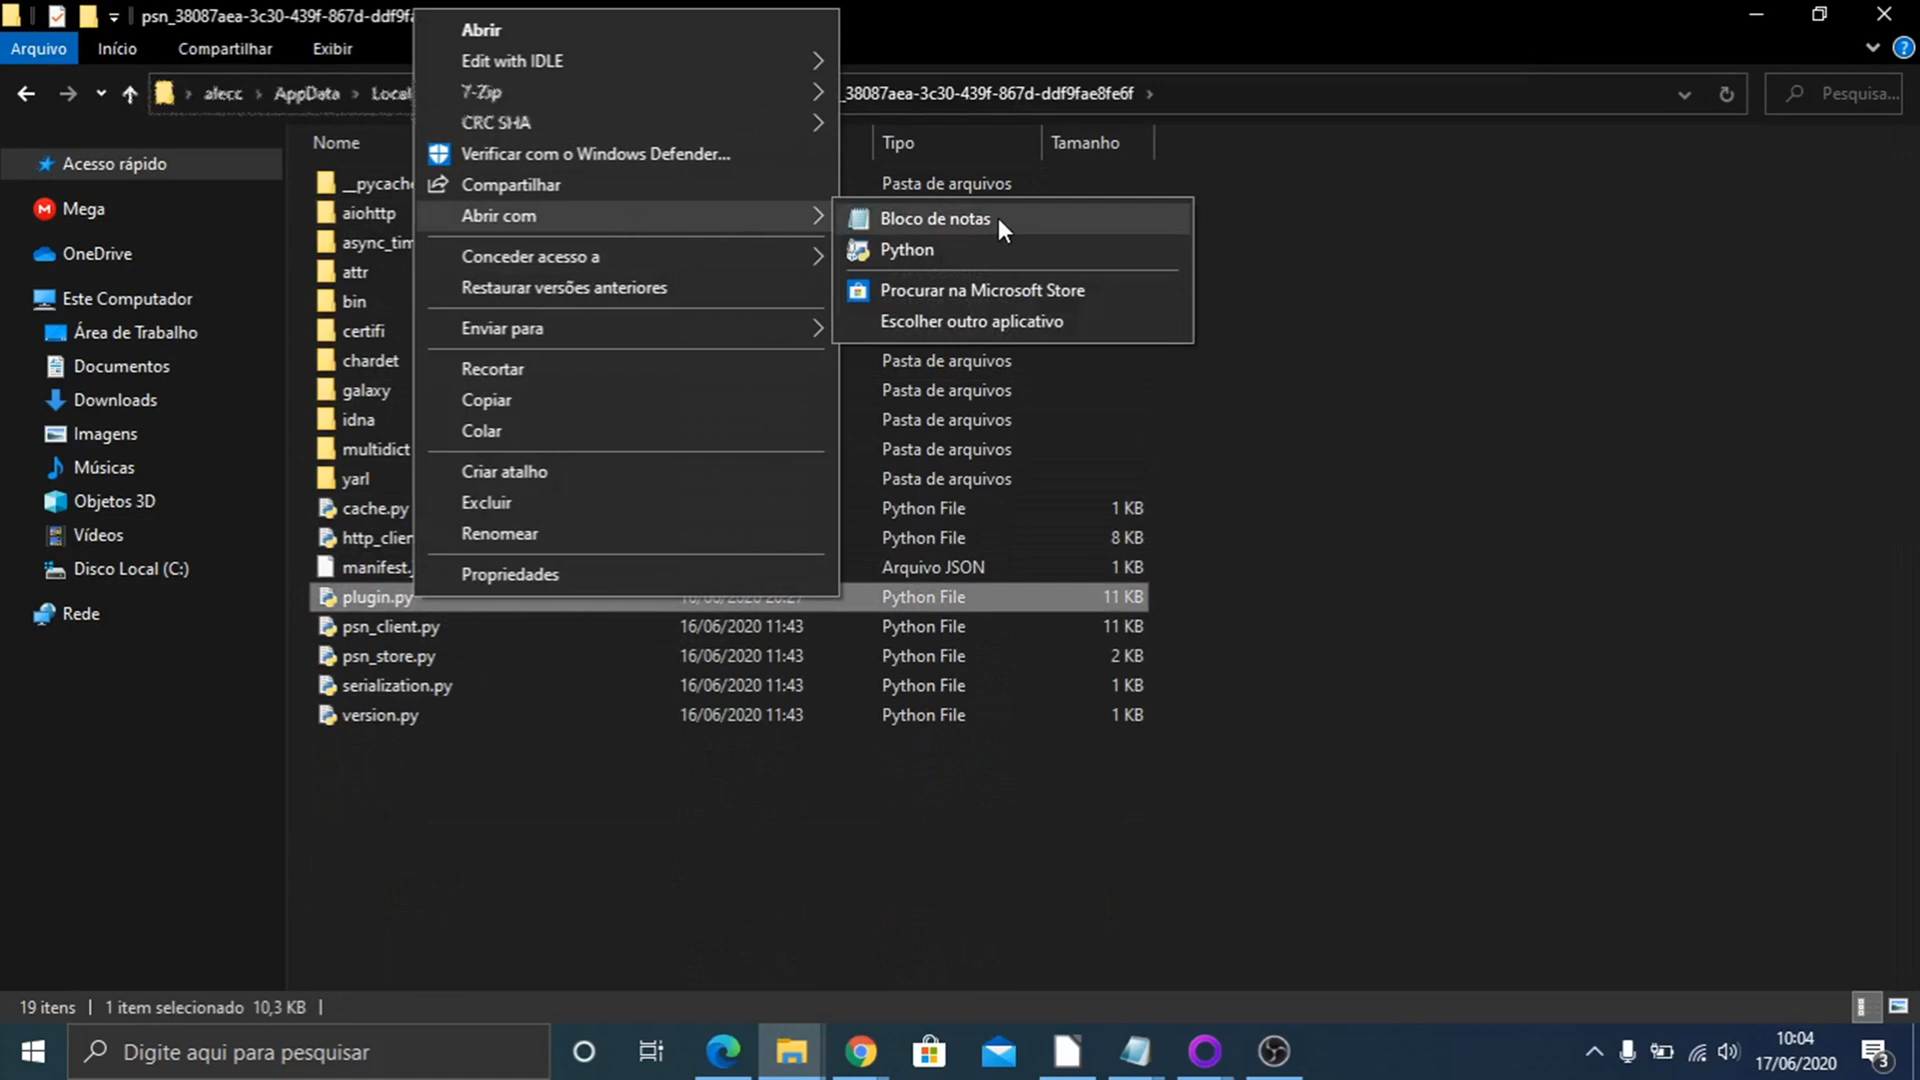 psn_38087aea-3c30-439f-867d-ddf9fa
Arquivo Início Compartilhar Exibir
alecc AppData Local _38087aea-3c30-439f-867d-ddf9fae8fe6f Pesquisa...
Nome Tipo Tamanho
Abrir
Edit with IDLE
7-Zip
CRC SHA
Verificar com o Windows Defender...
Compartilhar
Abrir com
Conceder acesso a
Restaurar versões anteriores
Enviar para
Recortar
Copiar
Colar
Criar atalho
Excluir
Renomear
Propriedades
Bloco de notas
Python
Procurar na Microsoft Store
Escolher outro aplicativo
Acesso rápido
Mega
OneDrive
Este Computador
Área de Trabalho
Documentos
Downloads
Imagens
Músicas
Objetos 3D
Vídeos
Disco Local (C:)
Rede
__pycache Pasta de arquivos
aiohttp
async_tim
attr
bin
certifi
chardet Pasta de arquivos
galaxy Pasta de arquivos
idna Pasta de arquivos
multidict Pasta de arquivos
yarl Pasta de arquivos
cache.py Python File 1 KB
http_clien Python File 8 KB
manifest. Arquivo JSON 1 KB
plugin.py 16/06/2020 20:27 Python File 11 KB
psn_client.py 16/06/2020 11:43 Python File 11 KB
psn_store.py 16/06/2020 11:43 Python File 2 KB
serialization.py 16/06/2020 11:43 Python File 1 KB
version.py 16/06/2020 11:43 Python File 1 KB
19 itens 1 item selecionado 10,3 KB
Digite aqui para pesquisar
10:04
17/06/2020
3